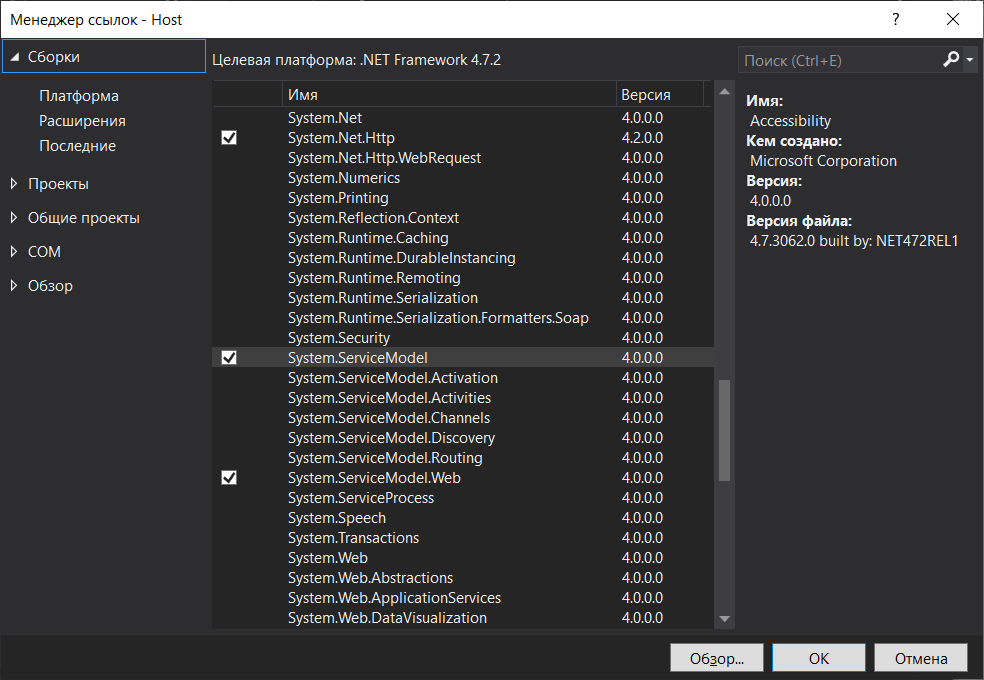 Менеджер ссылок - Host
?
Сборки
Платформа
Расширения
Последние
Проекты
Общие проекты
COM
Обзор
Целевая платформа: .NET Framework 4.7.2
Имя Версия
System.Net 4.0.0.0
System.Net.Http 4.2.0.0
System.Net.Http.WebRequest 4.0.0.0
System.Numerics 4.0.0.0
System.Printing 4.0.0.0
System.Reflection.Context 4.0.0.0
System.Runtime.Caching 4.0.0.0
System.Runtime.DurableInstancing 4.0.0.0
System.Runtime.Remoting 4.0.0.0
System.Runtime.Serialization 4.0.0.0
System.Runtime.Serialization.Formatters.Soap 4.0.0.0
System.Security 4.0.0.0
System.ServiceModel 4.0.0.0
System.ServiceModel.Activation 4.0.0.0
System.ServiceModel.Activities 4.0.0.0
System.ServiceModel.Channels 4.0.0.0
System.ServiceModel.Discovery 4.0.0.0
System.ServiceModel.Routing 4.0.0.0
System.ServiceModel.Web 4.0.0.0
System.ServiceProcess 4.0.0.0
System.Speech 4.0.0.0
System.Transactions 4.0.0.0
System.Web 4.0.0.0
System.Web.Abstractions 4.0.0.0
System.Web.ApplicationServices 4.0.0.0
System.Web.DataVisualization 4.0.0.0
Поиск (Ctrl+E)
Имя:
Accessibility
Кем создано:
Microsoft Corporation
Версия:
4.0.0.0
Версия файла:
4.7.3062.0 built by: NET472REL1
Обзор... ОК Отмена